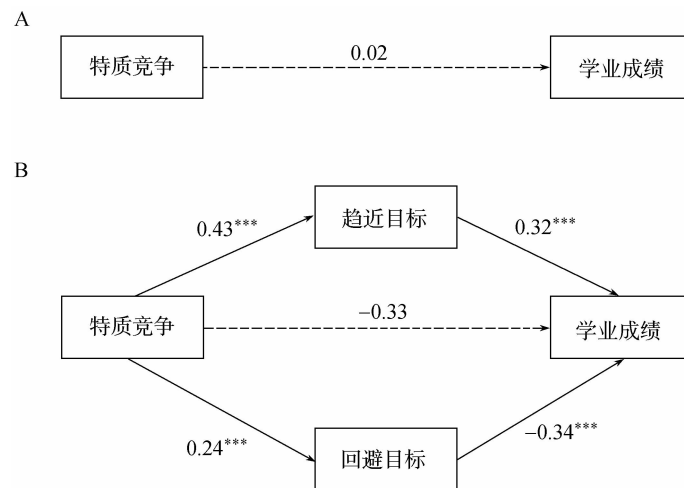 A
特质竞争
0.02
学业成绩
B
趋近目标
0.43***
0.32***
特质竞争
−0.33
学业成绩
0.24***
−0.34***
回避目标